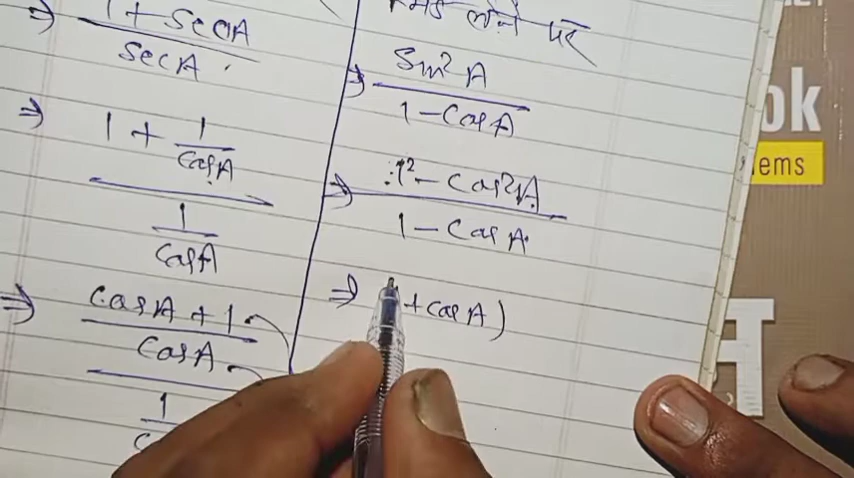 ⇒ 1 + SecA
SecA
⇒ 1 + 1
CosA
1
CosA
⇒ CosA + 1
CosA
1
लेने पर
⇒ Sin² A
1 - CosA
⇒ 1² - Cos²A
1 - CosA
⇒ + CosA)
ok
ems